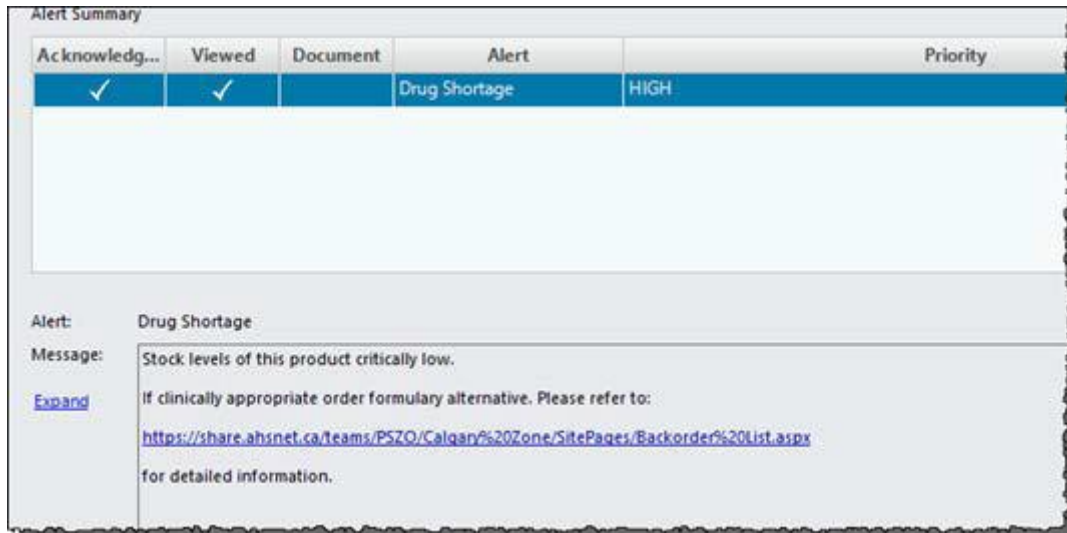 Alert Summary
Acknowledg... Viewed Document Alert Priority
✓ ✓ Drug Shortage HIGH
Alert: Drug Shortage
Message: Stock levels of this product critically low.
Expand If clinically appropriate order formulary alternative. Please refer to:
https://share.ahsnet.ca/teams/PSZO/Calgary%20Zone/SitePages/Backorder%20List.aspx
for detailed information.